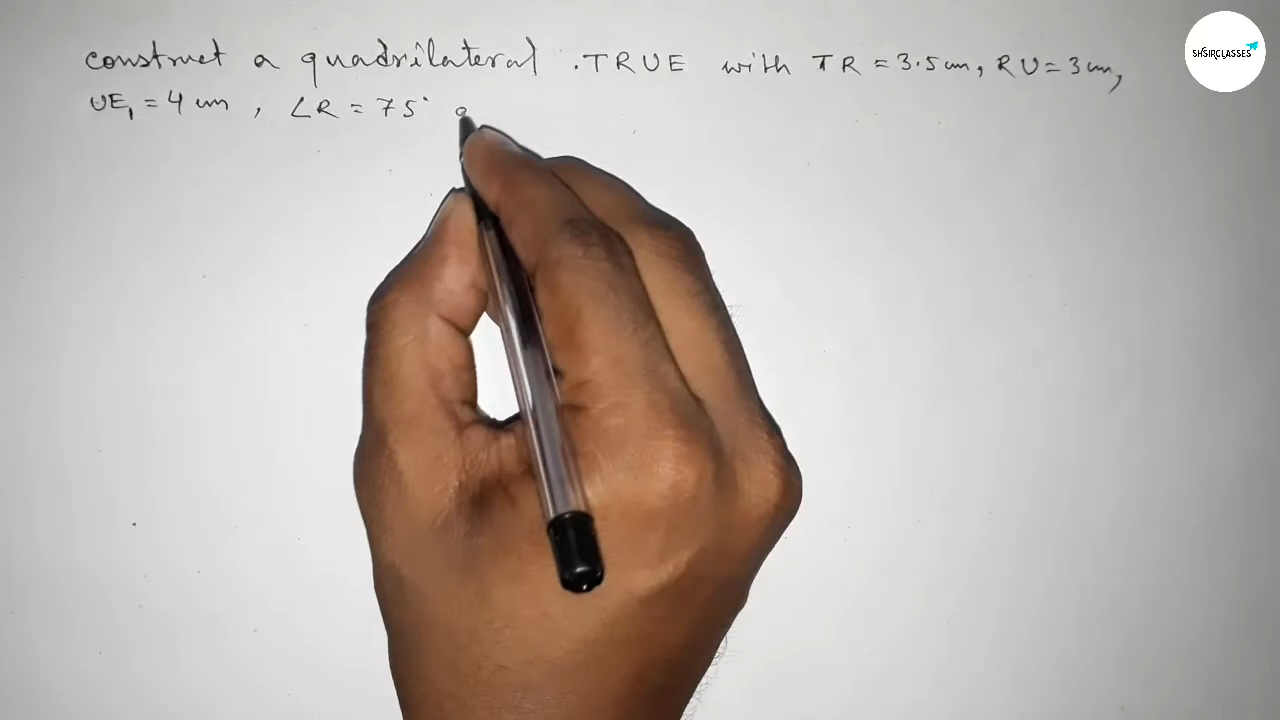 construct a quadrilateral . TRUE with TR = 3.5 cm, RU = 3 cm,
UE, = 4 cm , ∠R = 75°
SHSIRCLASSES